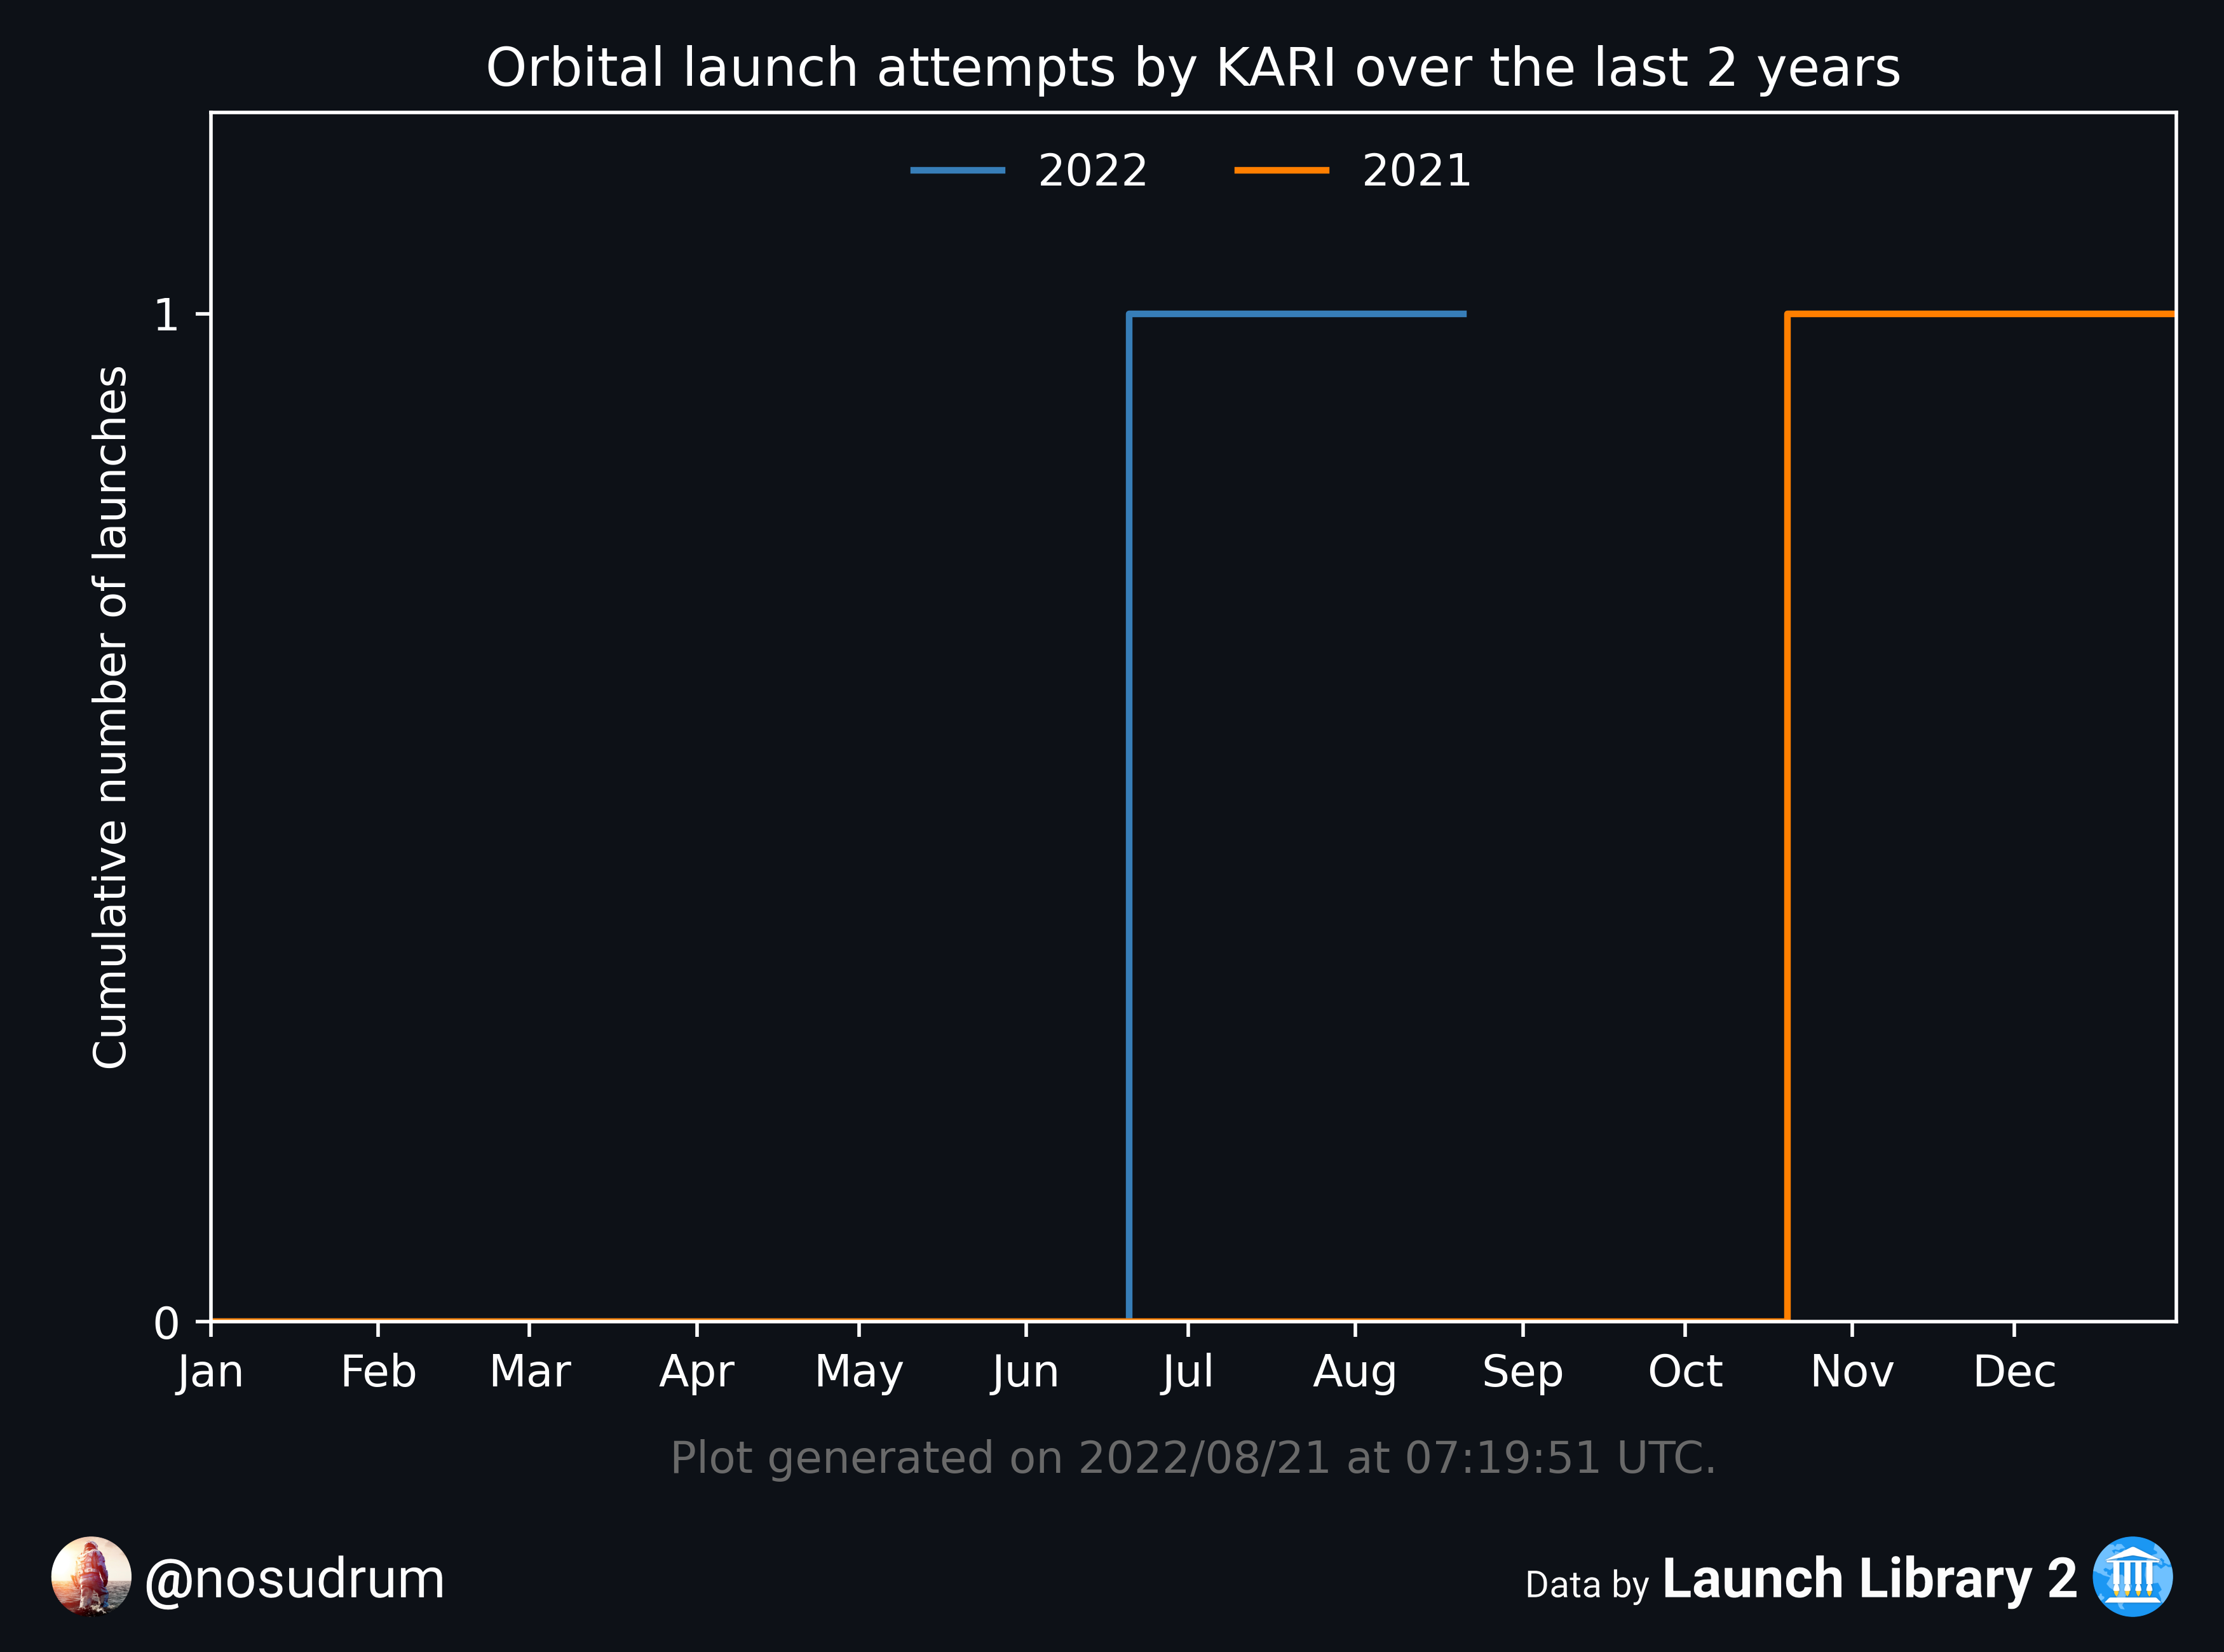 Orbital launch attempts by KARI over the last 2 years
2022 2021
Cumulative number of launches
1
0
Jan Feb Mar Apr May Jun Jul Aug Sep Oct Nov Dec
Plot generated on 2022/08/21 at 07:19:51 UTC.
@nosudrum
Data by Launch Library 2